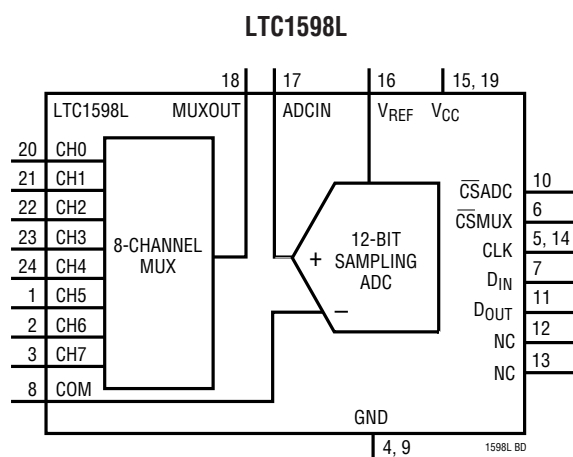 LTC1598L
18
17
16
15, 19
LTC1598L
MUXOUT
ADCIN
VREF
VCC
20 CH0
21 CH1
22 CH2
23 CH3
24 CH4
1 CH5
2 CH6
3 CH7
8 COM
8-CHANNEL
MUX
+
–
12-BIT
SAMPLING
ADC
C̅S̅ADC 10
C̅S̅MUX 6
CLK 5, 14
DIN 7
DOUT 11
NC 12
NC 13
GND
4, 9
1598L BD